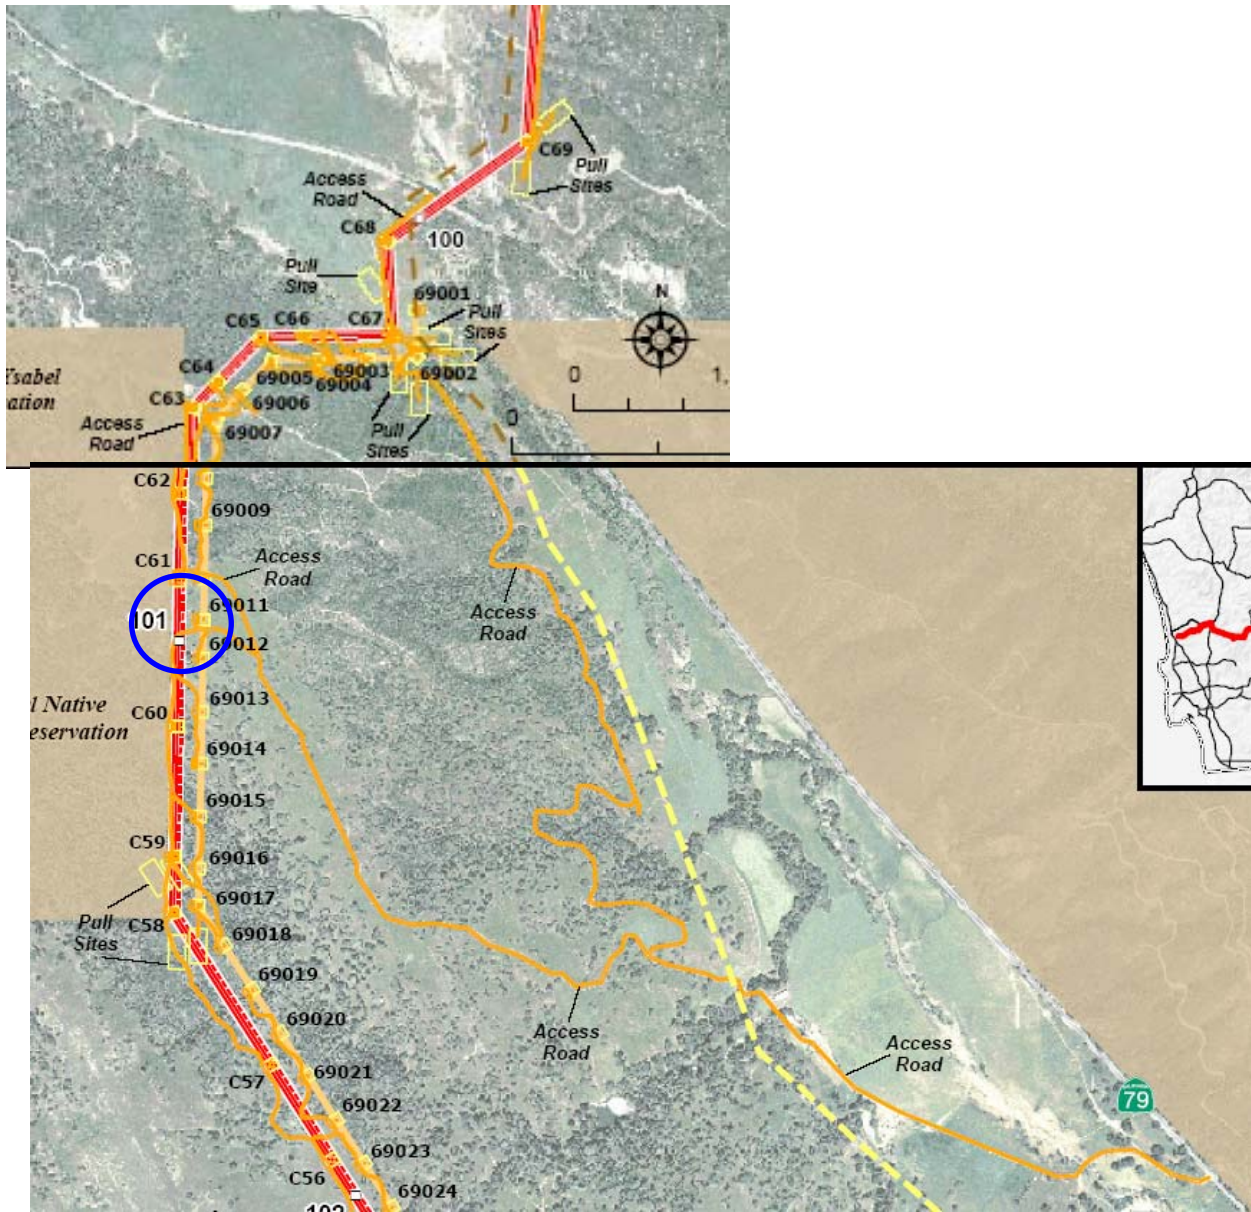 C69
Pull
Sites
Access
Road
C68
100
Pull
Site
69001
Pull
Sites
N
C65
C66
C67
0
1.
C64
69005
69003
69002
69004
C63
69006
Access
Road
69007
Pull
Sites
0
C62
69009
C61
Access
Road
Access
Road
101
69011
69012
69013
l Native
eservation
C60
69014
69015
C59
69016
69017
Pull
Sites
C58
69018
69019
69020
Access
Road
Access
Road
C57
69021
69022
79
69023
C56
69024